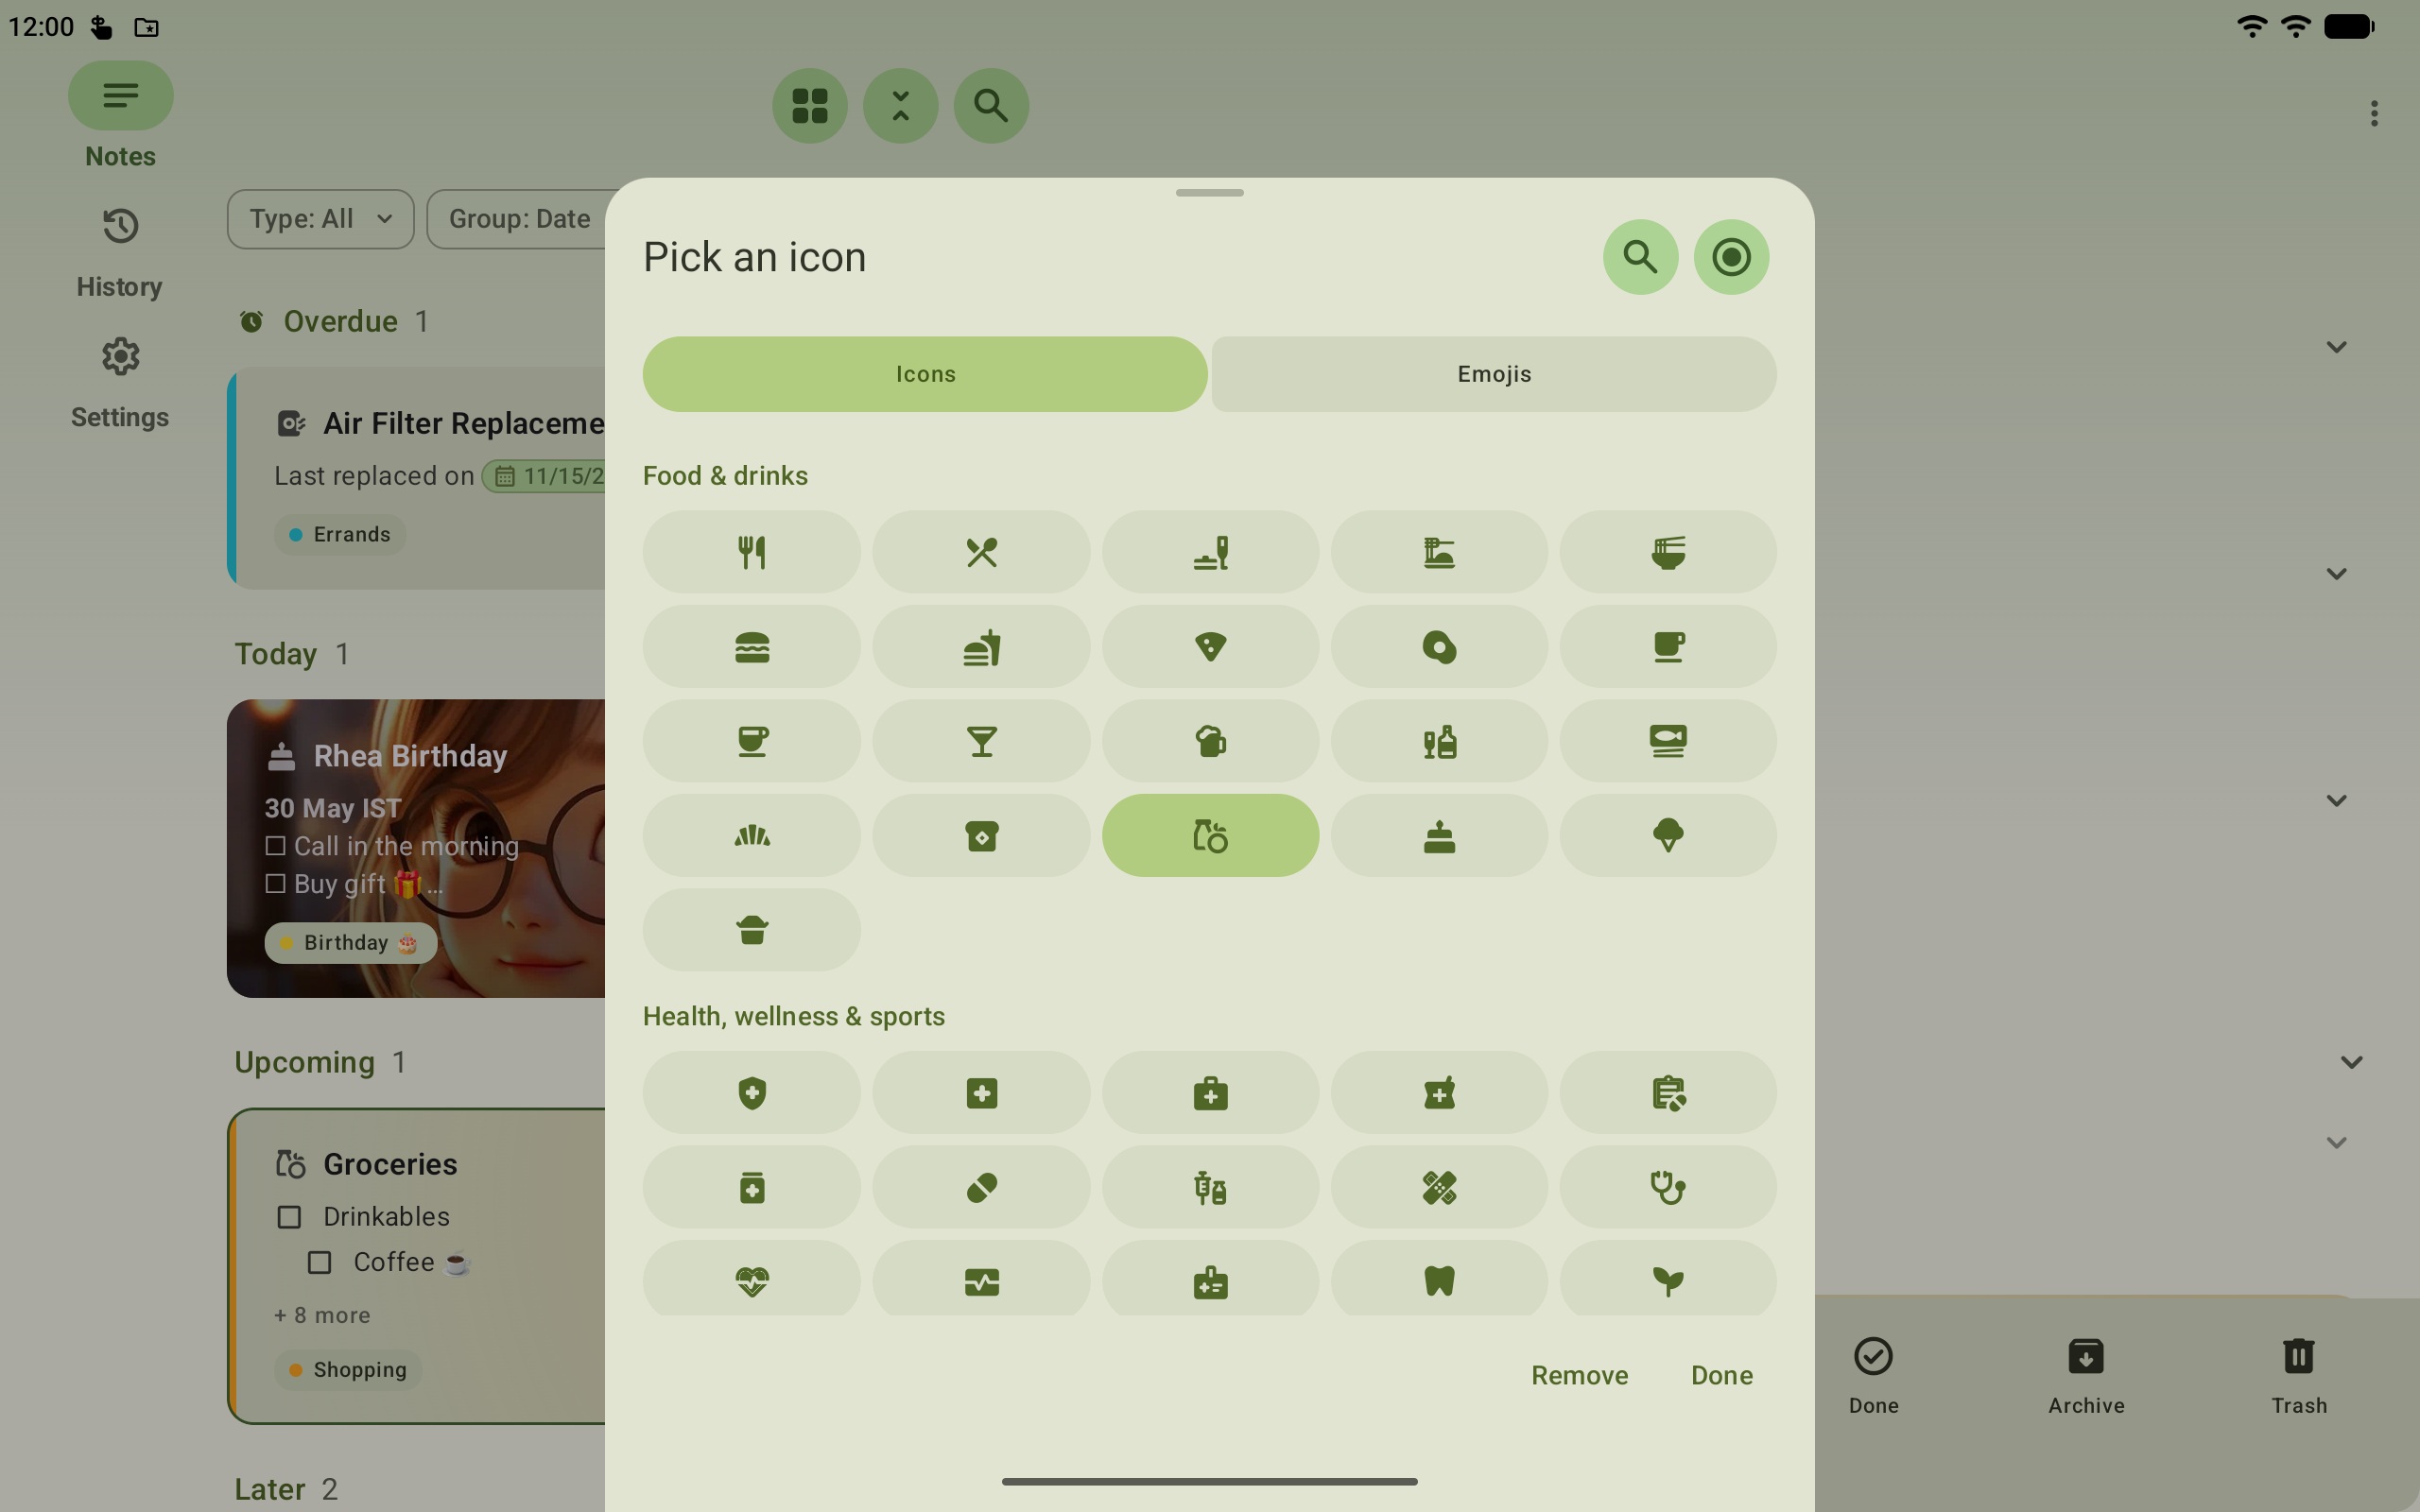 12:00
Notes
History
Settings
Type: All
Group: Date
Overdue 1
Air Filter Replaceme
Last replaced on 11/15/2
Errands
Today 1
Rhea Birthday
30 May IST
☐ Call in the morning
☐ Buy gift 🎁...
Birthday 🎂
Upcoming 1
Groceries
Drinkables
Coffee ☕
+ 8 more
Shopping
Later 2
Pick an icon
Icons
Emojis
Food & drinks
Health, wellness & sports
Remove
Done
Done
Archive
Trash